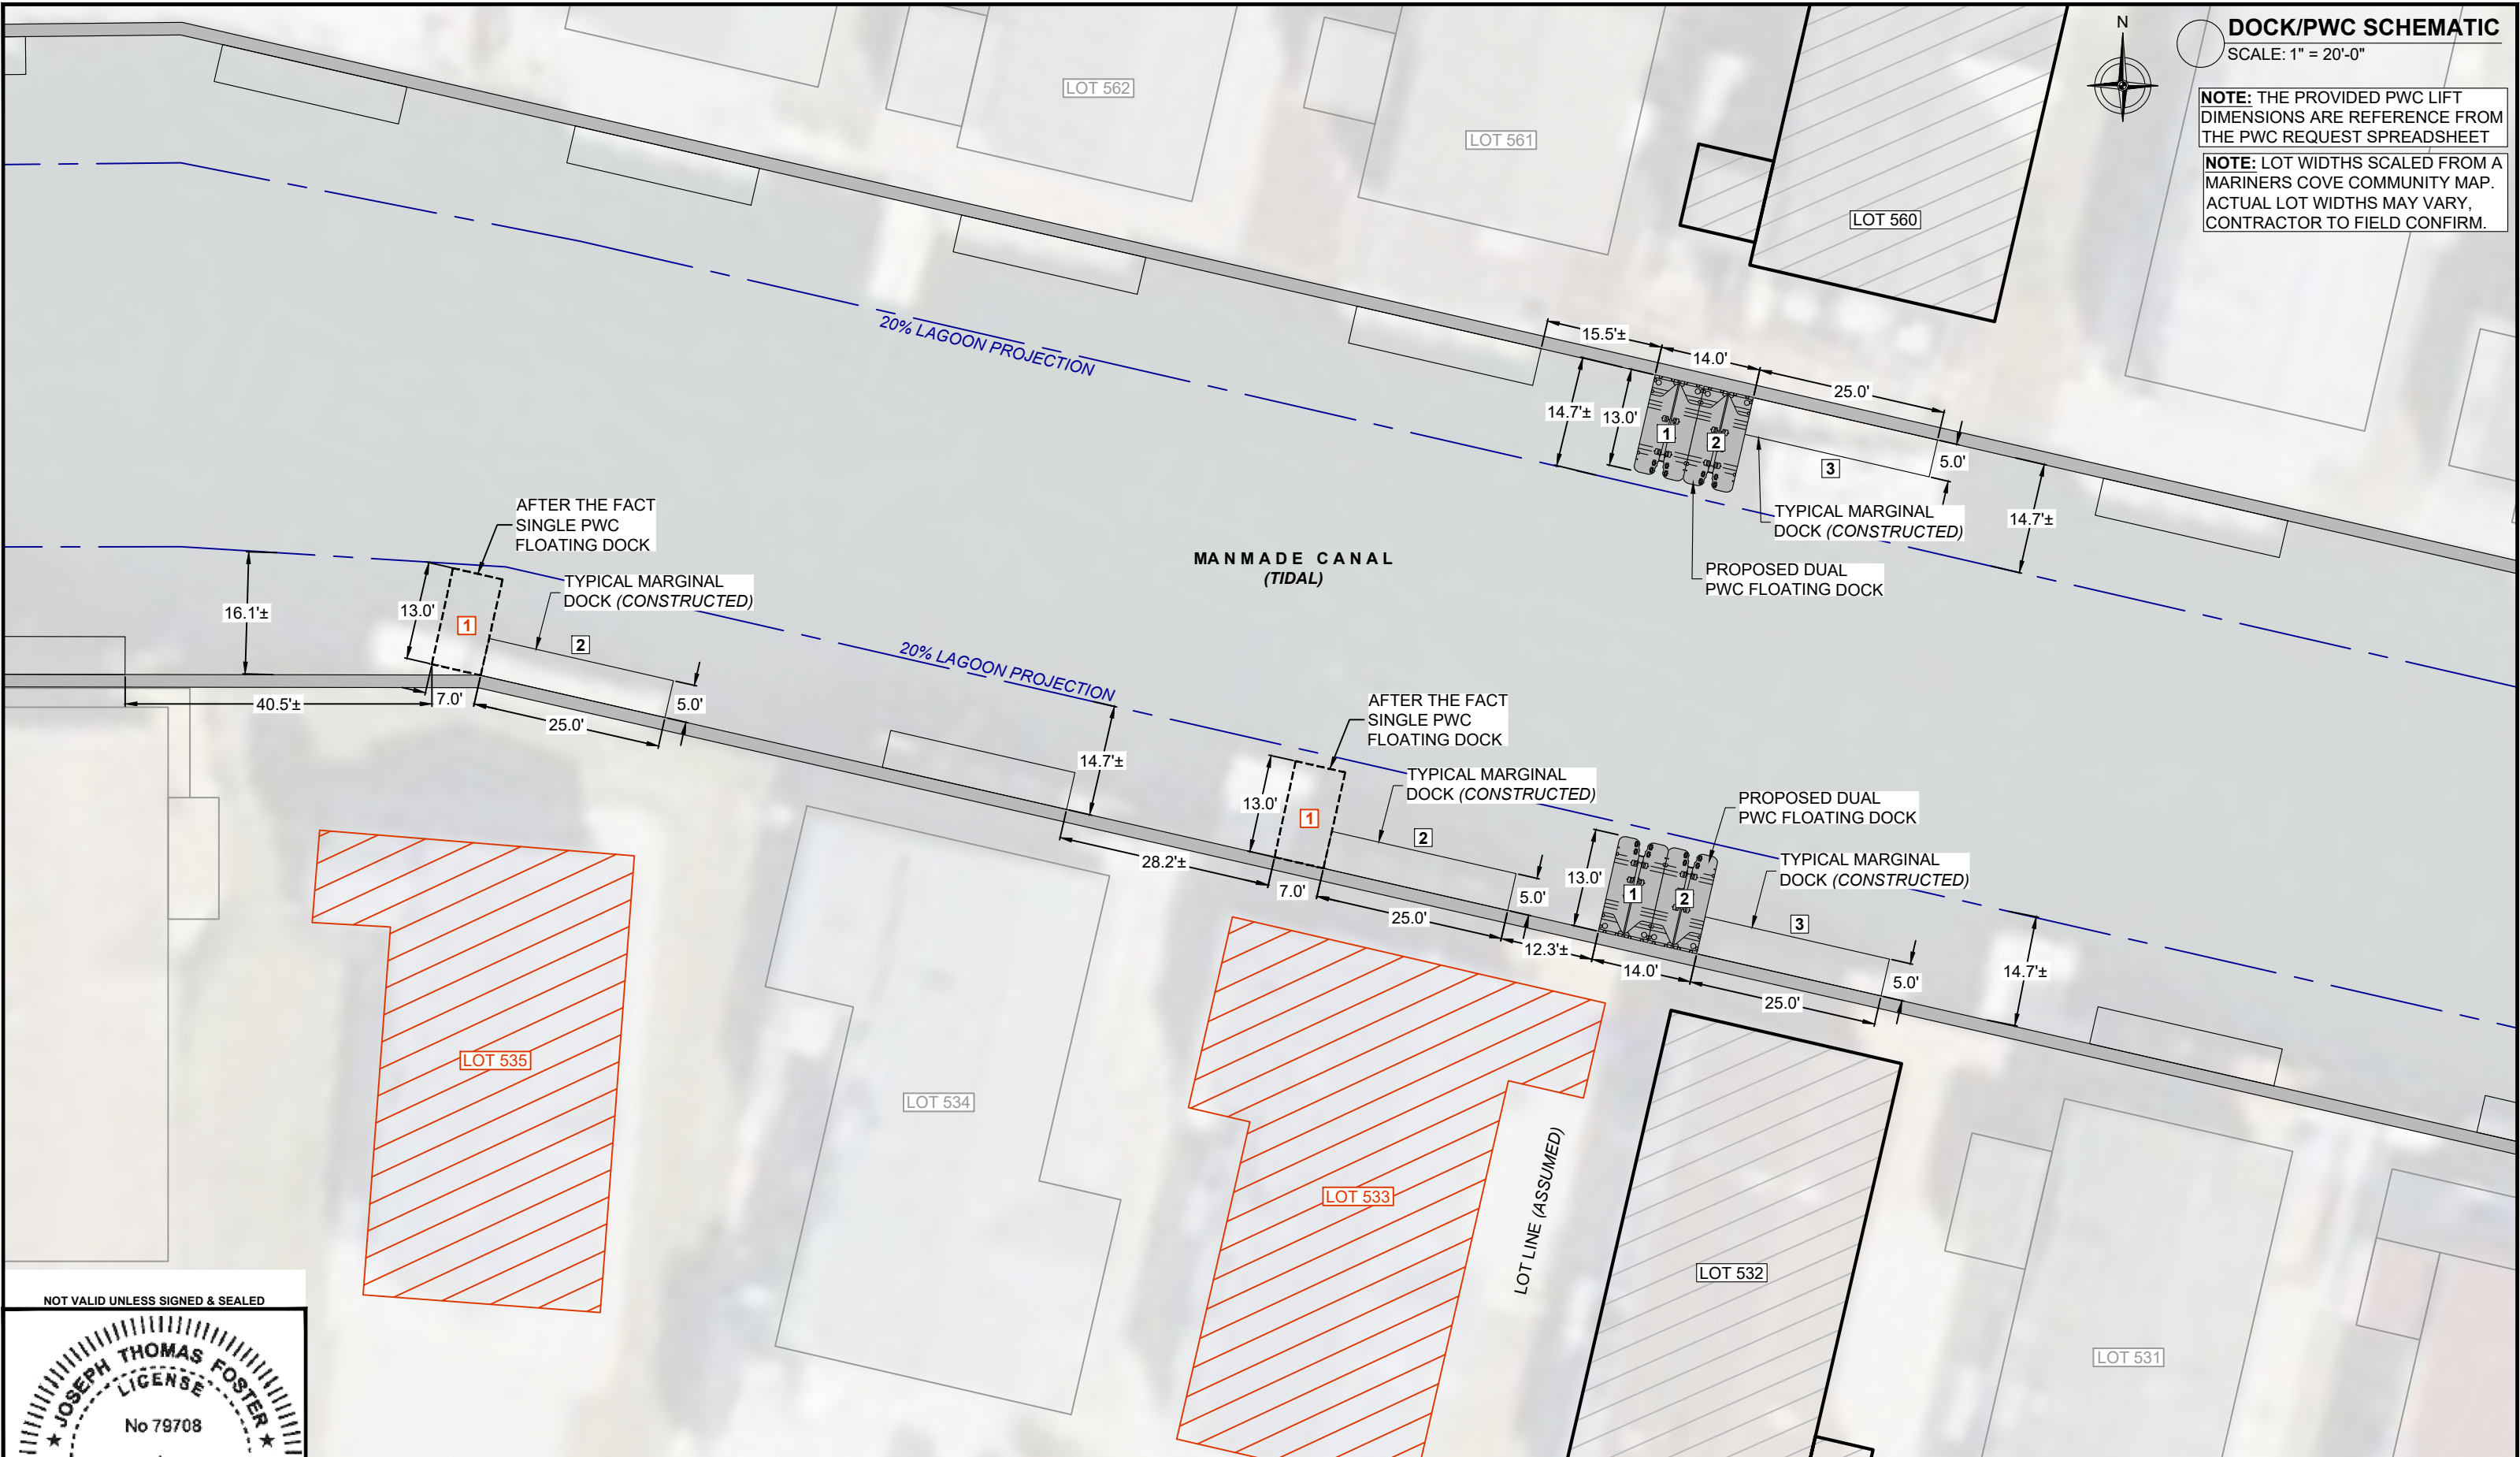 N
DOCK/PWC SCHEMATIC
SCALE: 1" = 20'-0"
NOTE: THE PROVIDED PWC LIFT
DIMENSIONS ARE REFERENCE FROM
THE PWC REQUEST SPREADSHEET
NOTE: LOT WIDTHS SCALED FROM A
MARINERS COVE COMMUNITY MAP.
ACTUAL LOT WIDTHS MAY VARY,
CONTRACTOR TO FIELD CONFIRM.
LOT 562
LOT 561
LOT 560
20% LAGOON PROJECTION
15.5'±
14.0'
25.0'
14.7'±
13.0'
1
2
3
5.0'
14.7'±
TYPICAL MARGINAL
DOCK (CONSTRUCTED)
PROPOSED DUAL
PWC FLOATING DOCK
MANMADE CANAL
(TIDAL)
AFTER THE FACT
SINGLE PWC
FLOATING DOCK
TYPICAL MARGINAL
DOCK (CONSTRUCTED)
16.1'±
13.0'
1
2
40.5'±
7.0'
25.0'
5.0'
20% LAGOON PROJECTION
14.7'±
AFTER THE FACT
SINGLE PWC
FLOATING DOCK
TYPICAL MARGINAL
DOCK (CONSTRUCTED)
13.0'
1
2
28.2'±
7.0'
25.0'
5.0'
12.3'±
PROPOSED DUAL
PWC FLOATING DOCK
TYPICAL MARGINAL
DOCK (CONSTRUCTED)
13.0'
1
2
3
14.0'
25.0'
5.0'
14.7'±
LOT 535
LOT 534
LOT 533
LOT LINE (ASSUMED)
LOT 532
LOT 531
NOT VALID UNLESS SIGNED & SEALED
JOSEPH THOMAS FOSTER
LICENSE
No 79708